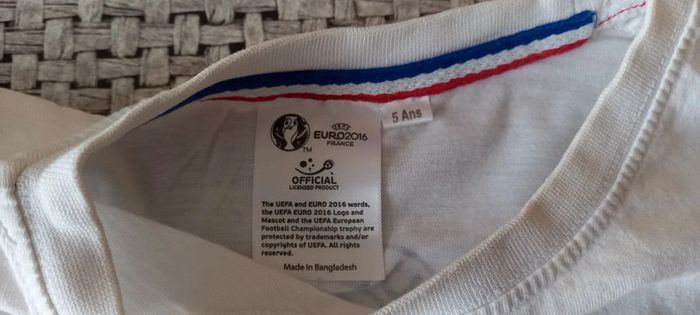 TM
UEFA
EURO2016
FRANCE
5 Ans
OFFICIAL
LICENSED PRODUCT
The UEFA and EURO 2016 words,
the UEFA EURO 2016 Logo and
Mascot and the UEFA European
Football Championship trophy are
protected by trademarks and/or
copyrights of UEFA. All rights
reserved.
Made in Bangladesh